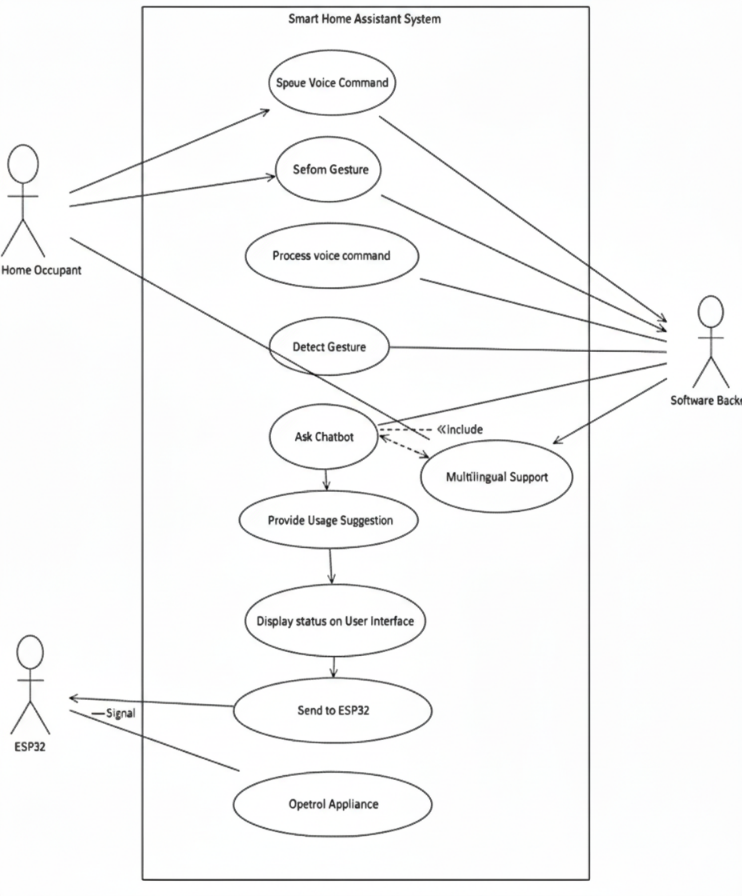 Smart Home Assistant System
Spoue Voice Command
Sefom Gesture
Process voice command
Home Occupant
Detect Gesture
Software Backe
Ask Chatbot
«include
Multilingual Support
Provide Usage Suggestion
Display status on User Interface
Send to ESP32
—Signal
ESP32
Opetrol Appliance